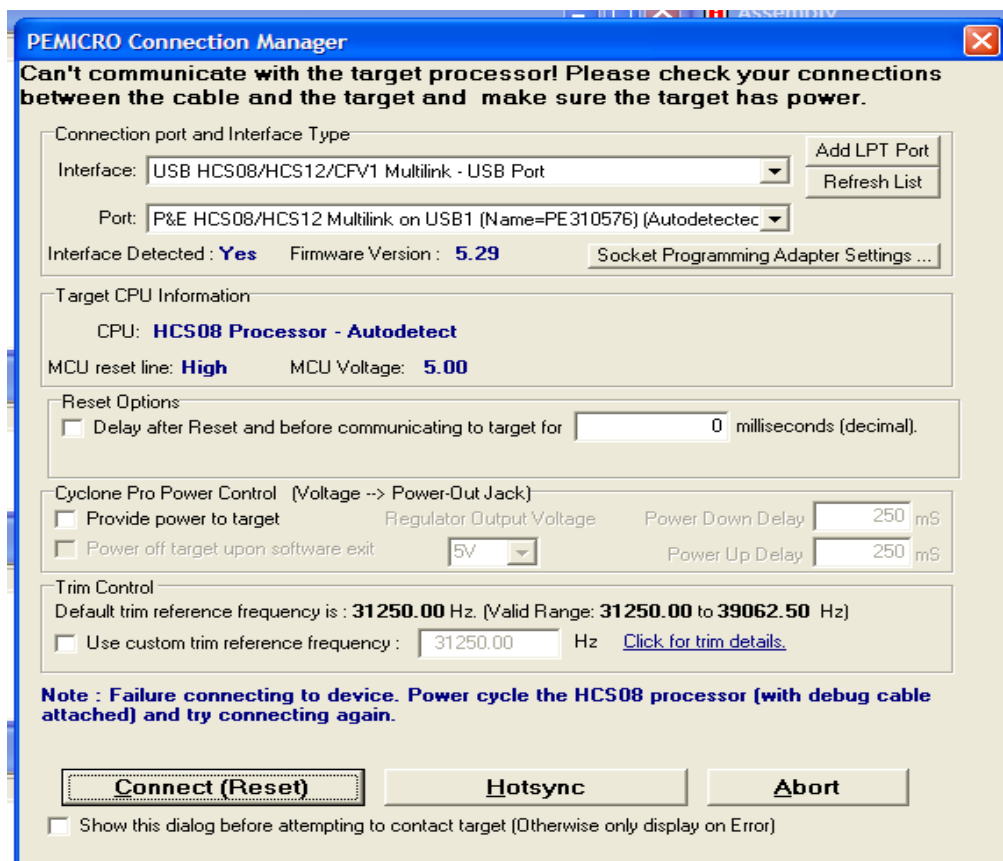 Assembly
PEMICRO Connection Manager
Can't communicate with the target processor! Please check your connections
between the cable and the target and make sure the target has power.
Connection port and Interface Type
Add LPT Port
Interface: USB HCS08/HCS12/CFV1 Multilink - USB Port
Refresh List
Port: P&E HCS08/HCS12 Multilink on USB1 (Name=PE310576) (Autodetectec
Interface Detected : Yes Firmware Version : 5.29 Socket Programming Adapter Settings ...
Target CPU Information
CPU: HCS08 Processor - Autodetect
MCU reset line: High MCU Voltage: 5.00
Reset Options
Delay after Reset and before communicating to target for 0 milliseconds (decimal).
Cyclone Pro Power Control (Voltage --> Power-Out Jack)
Provide power to target Regulator Output Voltage Power Down Delay 250 mS
Power off target upon software exit 5V Power Up Delay 250 mS
Trim Control
Default trim reference frequency is : 31250.00 Hz. (Valid Range: 31250.00 to 39062.50 Hz)
Use custom trim reference frequency : 31250.00 Hz Click for trim details.
Note : Failure connecting to device. Power cycle the HCS08 processor (with debug cable
attached) and try connecting again.
Connect (Reset) Hotsync Abort
Show this dialog before attempting to contact target (Otherwise only display on Error)